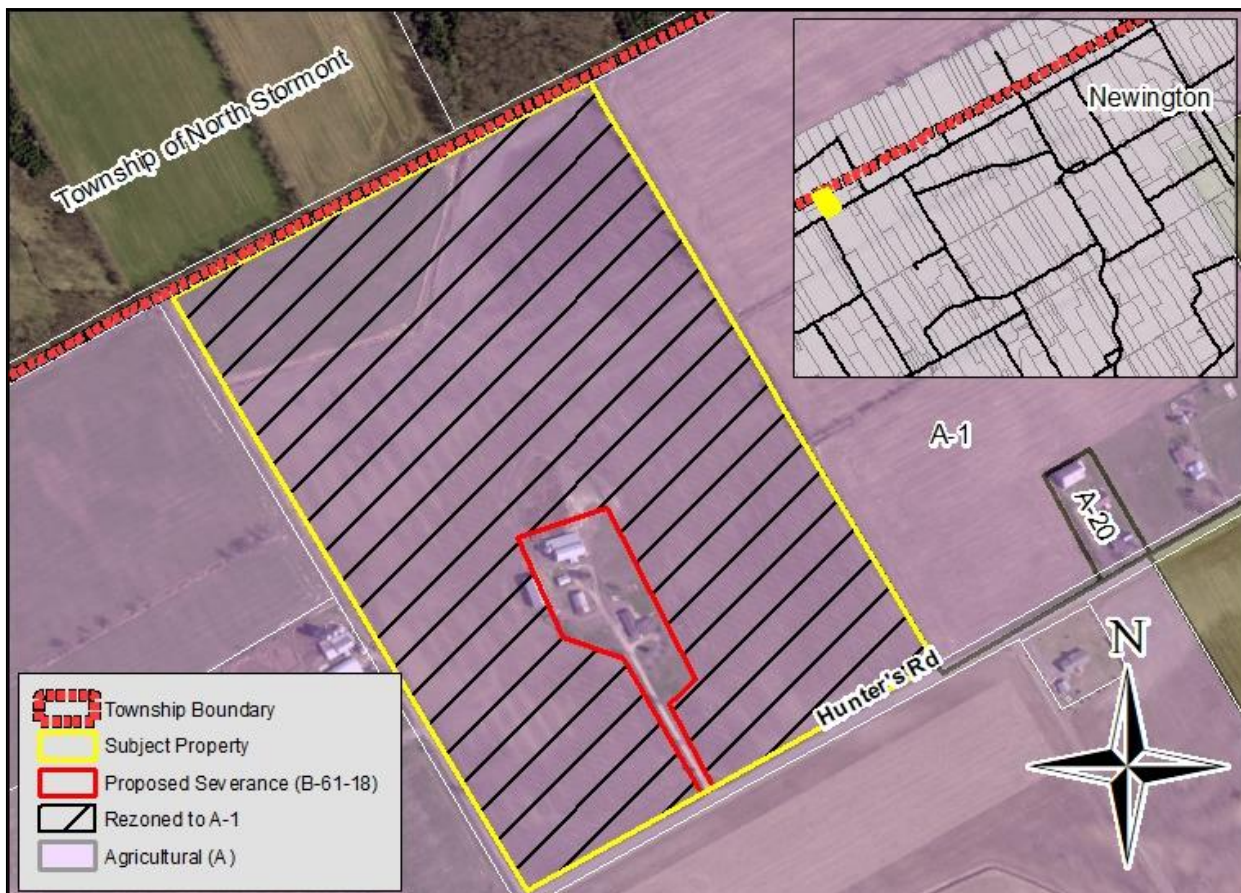 Township of North Stormont
Newington
A-1
A-20
Hunter's Rd
N
Township Boundary
Subject Property
Proposed Severance (B-61-18)
Rezoned to A-1
Agricultural (A)